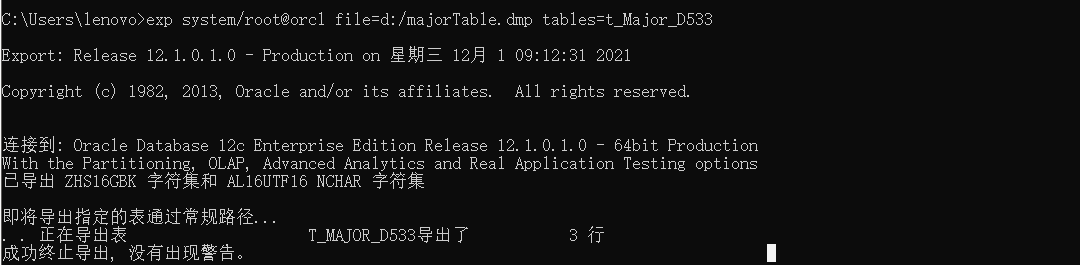 C:\Users\lenovo>exp system/root@orcl file=d:/majorTable.dmp tables=t_Major_D533
Export: Release 12.1.0.1.0 - Production on 星期三 12月 1 09:12:31 2021
Copyright (c) 1982, 2013, Oracle and/or its affiliates.  All rights reserved.
连接到: Oracle Database 12c Enterprise Edition Release 12.1.0.1.0 - 64bit Production
With the Partitioning, OLAP, Advanced Analytics and Real Application Testing options
已导出 ZHS16GBK 字符集和 AL16UTF16 NCHAR 字符集
即将导出指定的表通过常规路径...
. . 正在导出表                    T_MAJOR_D533导出了           3 行
成功终止导出, 没有出现警告。